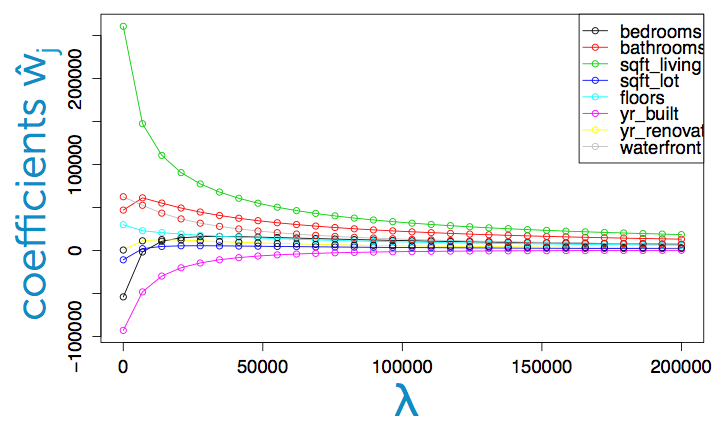 coefficients ŵj
200000
100000
0
−100000
0
50000
100000
150000
200000
λ
bedrooms
bathrooms
sqft_living
sqft_lot
floors
yr_built
yr_renovat
waterfront